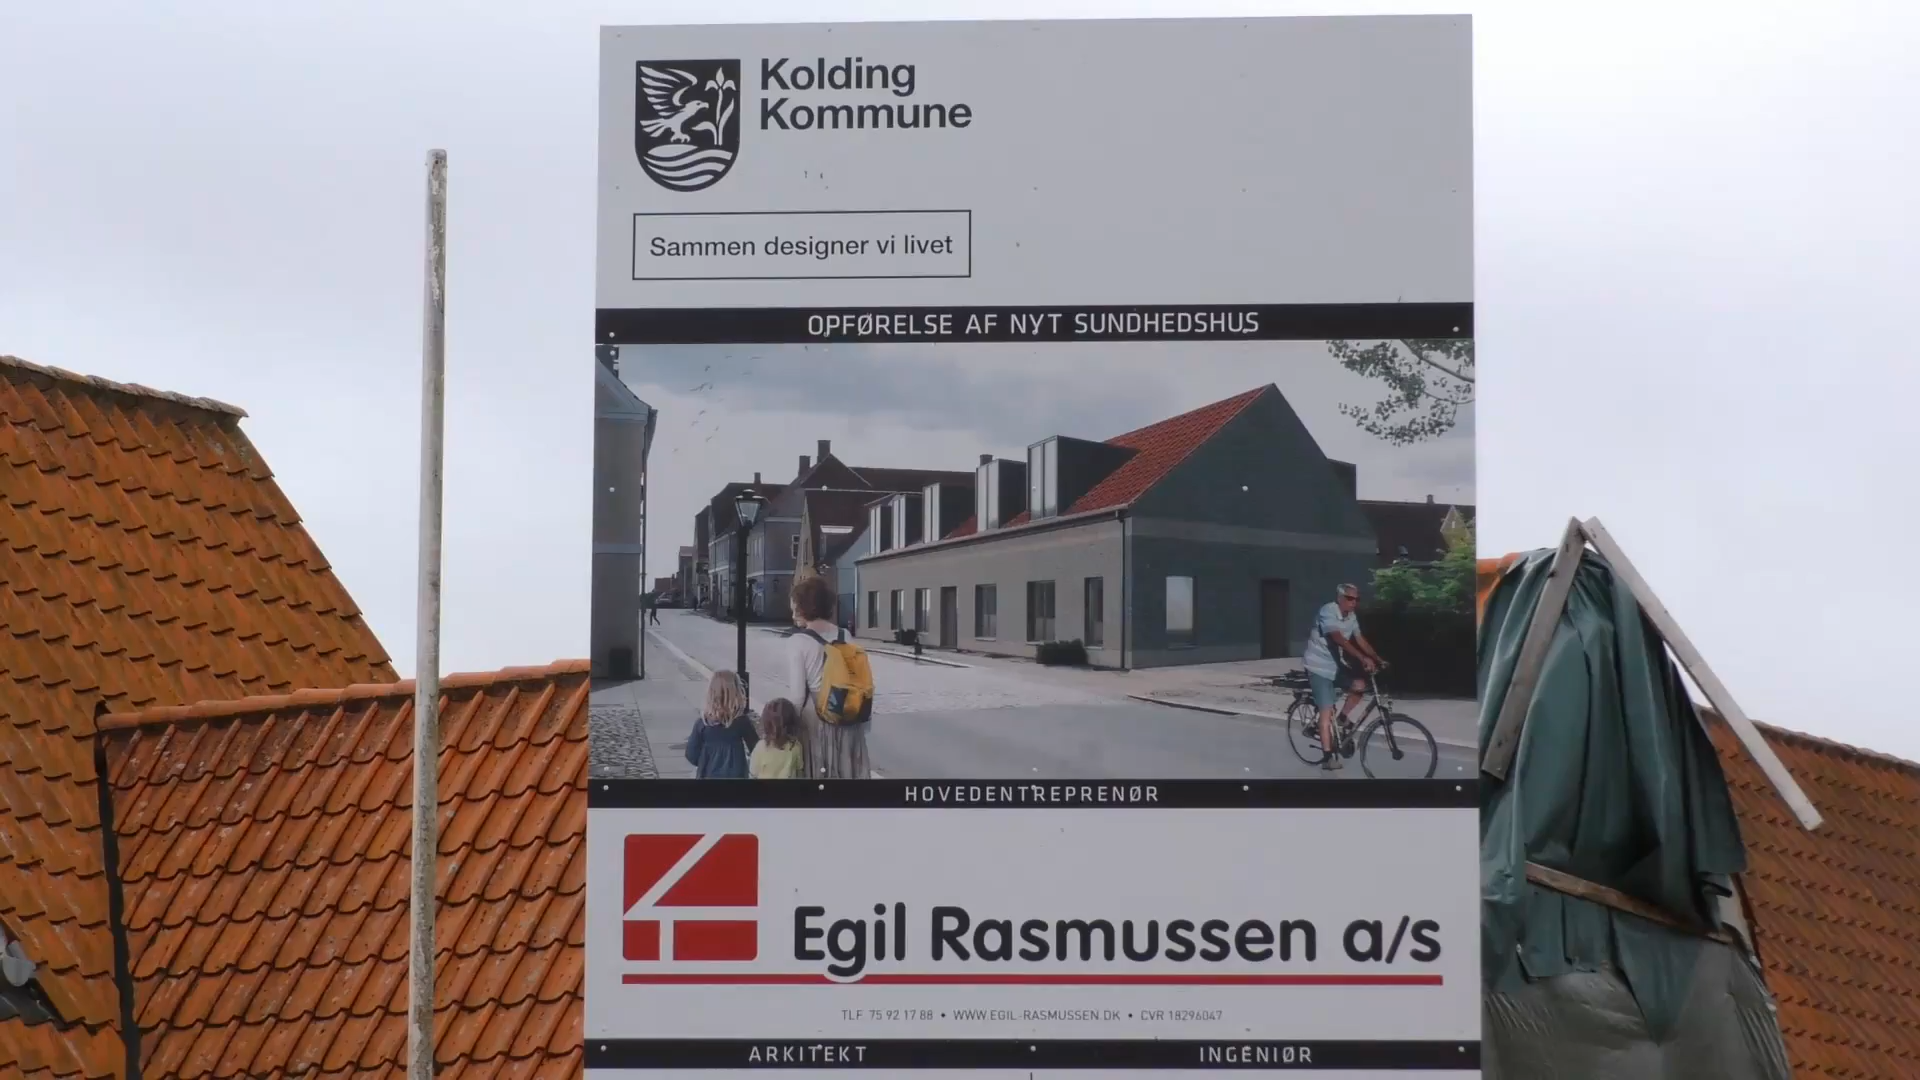 Kolding
Kommune
Sammen designer vi livet
OPFØRELSE AF NYT SUNDHEDSHUS
HOVEDENTREPRENØR
Egil Rasmussen a/s
TLF. 75 92 17 88 • WWW.EGIL-RASMUSSEN.DK • CVR 18296047
ARKITEKT INGENIØR